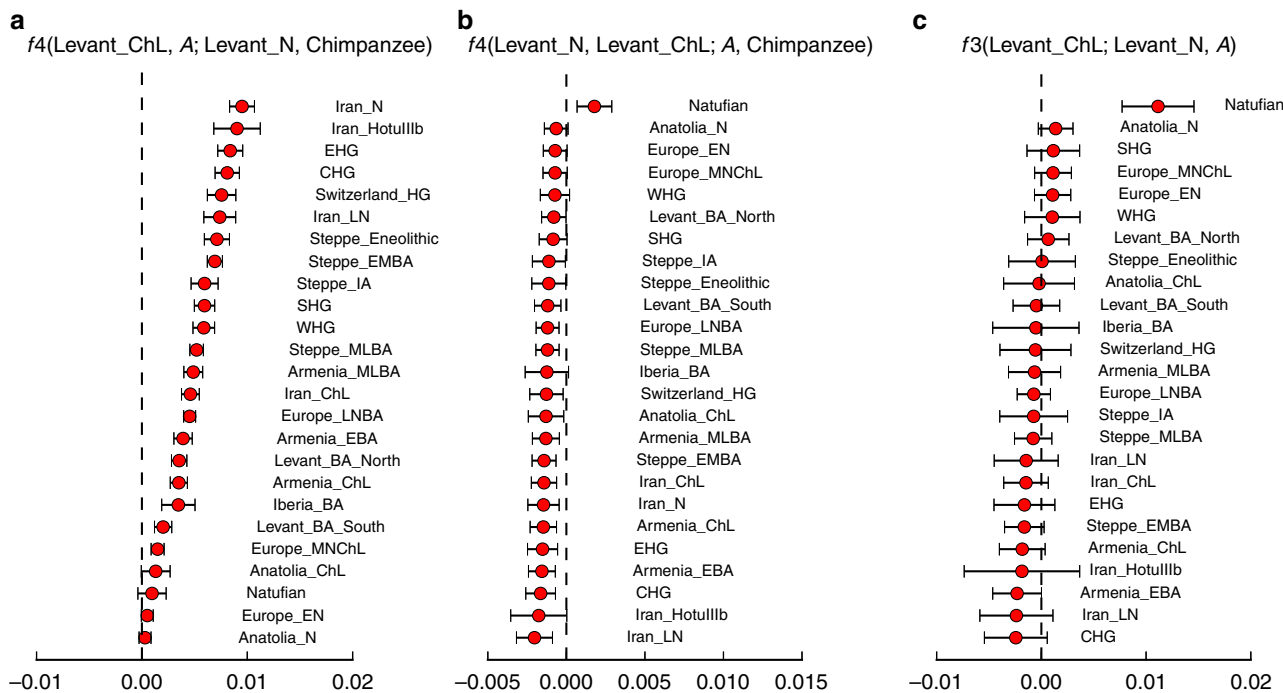 a
f4(Levant_ChL, A; Levant_N, Chimpanzee)
Iran_N
Iran_HotuIIIb
EHG
CHG
Switzerland_HG
Iran_LN
Steppe_Eneolithic
Steppe_EMBA
Steppe_IA
SHG
WHG
Steppe_MLBA
Armenia_MLBA
Iran_ChL
Europe_LNBA
Armenia_EBA
Levant_BA_North
Armenia_ChL
Iberia_BA
Levant_BA_South
Europe_MNChL
Anatolia_ChL
Natufian
Europe_EN
Anatolia_N
−0.01 0.00 0.01 0.02
b
f4(Levant_N, Levant_ChL; A, Chimpanzee)
Natufian
Anatolia_N
Europe_EN
Europe_MNChL
WHG
Levant_BA_North
SHG
Steppe_IA
Steppe_Eneolithic
Levant_BA_South
Europe_LNBA
Steppe_MLBA
Iberia_BA
Switzerland_HG
Anatolia_ChL
Armenia_MLBA
Steppe_EMBA
Iran_ChL
Iran_N
Armenia_ChL
EHG
Armenia_EBA
CHG
Iran_HotuIIIb
Iran_LN
−0.005 0.000 0.005 0.010 0.015
c
f3(Levant_ChL; Levant_N, A)
Natufian
Anatolia_N
SHG
Europe_MNChL
Europe_EN
WHG
Levant_BA_North
Steppe_Eneolithic
Anatolia_ChL
Levant_BA_South
Iberia_BA
Switzerland_HG
Armenia_MLBA
Europe_LNBA
Steppe_IA
Steppe_MLBA
Iran_LN
Iran_ChL
EHG
Steppe_EMBA
Armenia_ChL
Iran_HotuIIIb
Armenia_EBA
Iran_LN
CHG
−0.01 0.00 0.01 0.02